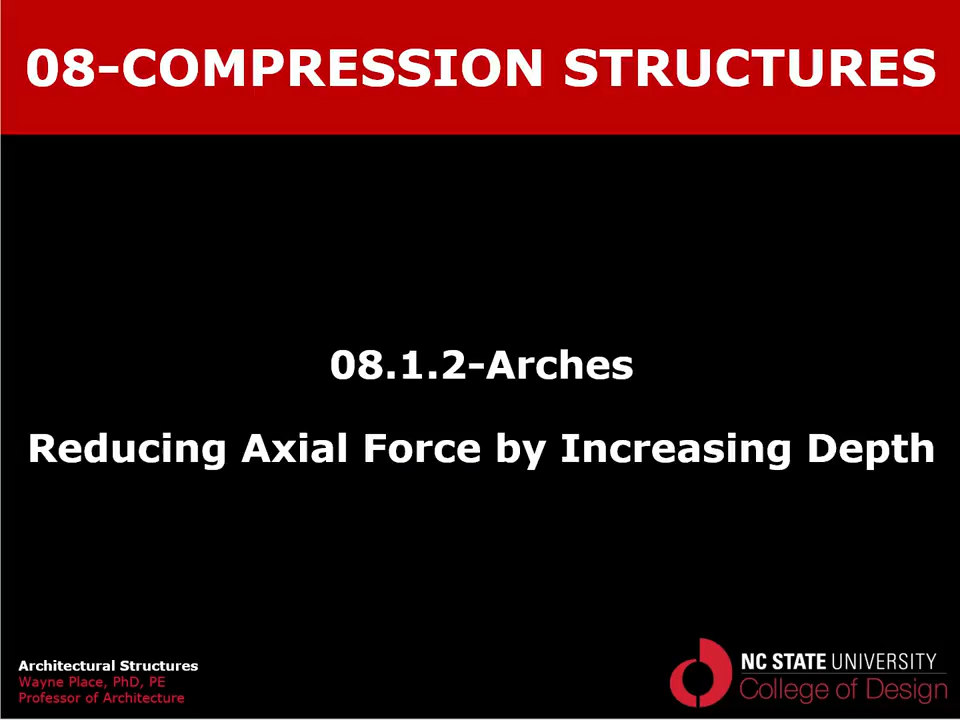 08-COMPRESSION STRUCTURES
08.1.2-Arches
Reducing Axial Force by Increasing Depth
Architectural Structures
Wayne Place, PhD, PE
Professor of Architecture
NC STATE UNIVERSITY
College of Design